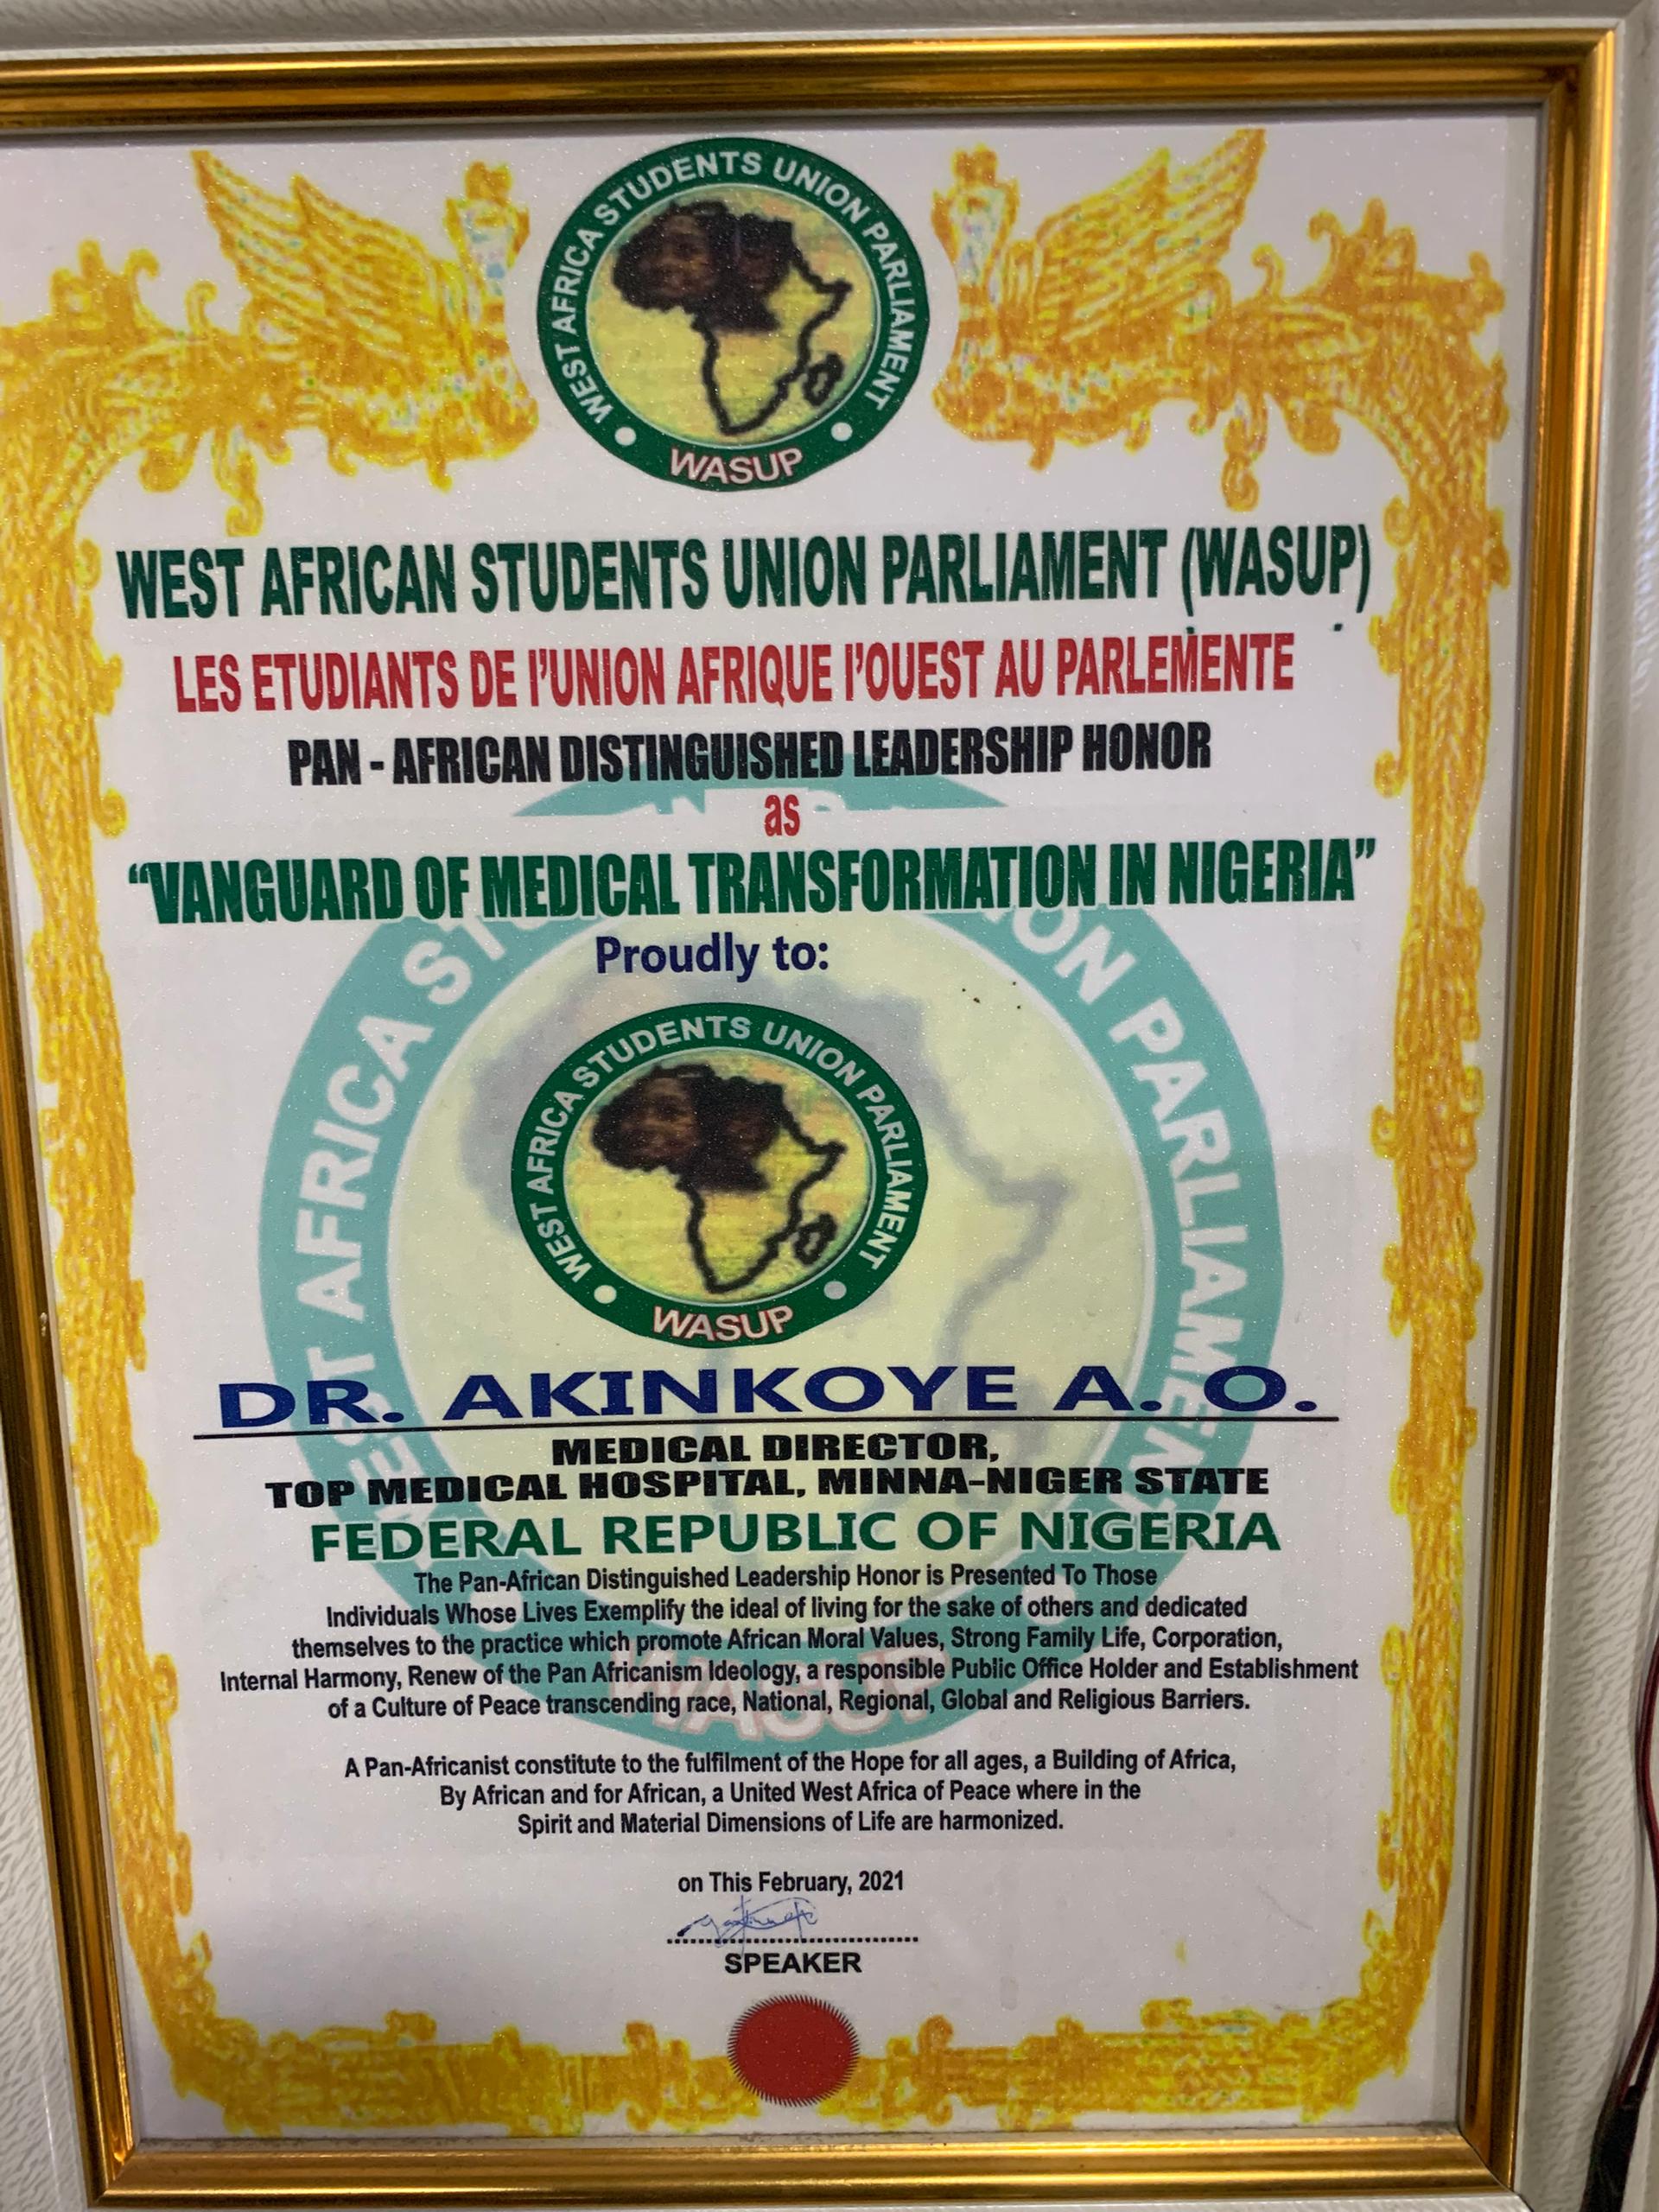 WEST AFRICA STUDENTS UNION PARLIAMENT
WASUP
WEST AFRICAN STUDENTS UNION PARLIAMENT (WASUP)
LES ETUDIANTS DE l'UNION AFRIQUE l'OUEST AU PARLEMENTE
PAN - AFRICAN DISTINGUISHED LEADERSHIP HONOR
as
“VANGUARD OF MEDICAL TRANSFORMATION IN NIGERIA”
Proudly to:
WEST AFRICA STUDENTS UNION PARLIAMENT
WASUP
DR. AKINKOYE A. O.
MEDICAL DIRECTOR,
TOP MEDICAL HOSPITAL, MINNA-NIGER STATE
FEDERAL REPUBLIC OF NIGERIA
The Pan-African Distinguished Leadership Honor is Presented To Those
Individuals Whose Lives Exemplify the ideal of living for the sake of others and dedicated
themselves to the practice which promote African Moral Values, Strong Family Life, Corporation,
Internal Harmony, Renew of the Pan Africanism Ideology, a responsible Public Office Holder and Establishment
of a Culture of Peace transcending race, National, Regional, Global and Religious Barriers.
A Pan-Africanist constitute to the fulfilment of the Hope for all ages, a Building of Africa,
By African and for African, a United West Africa of Peace where in the
Spirit and Material Dimensions of Life are harmonized.
on This February, 2021
SPEAKER